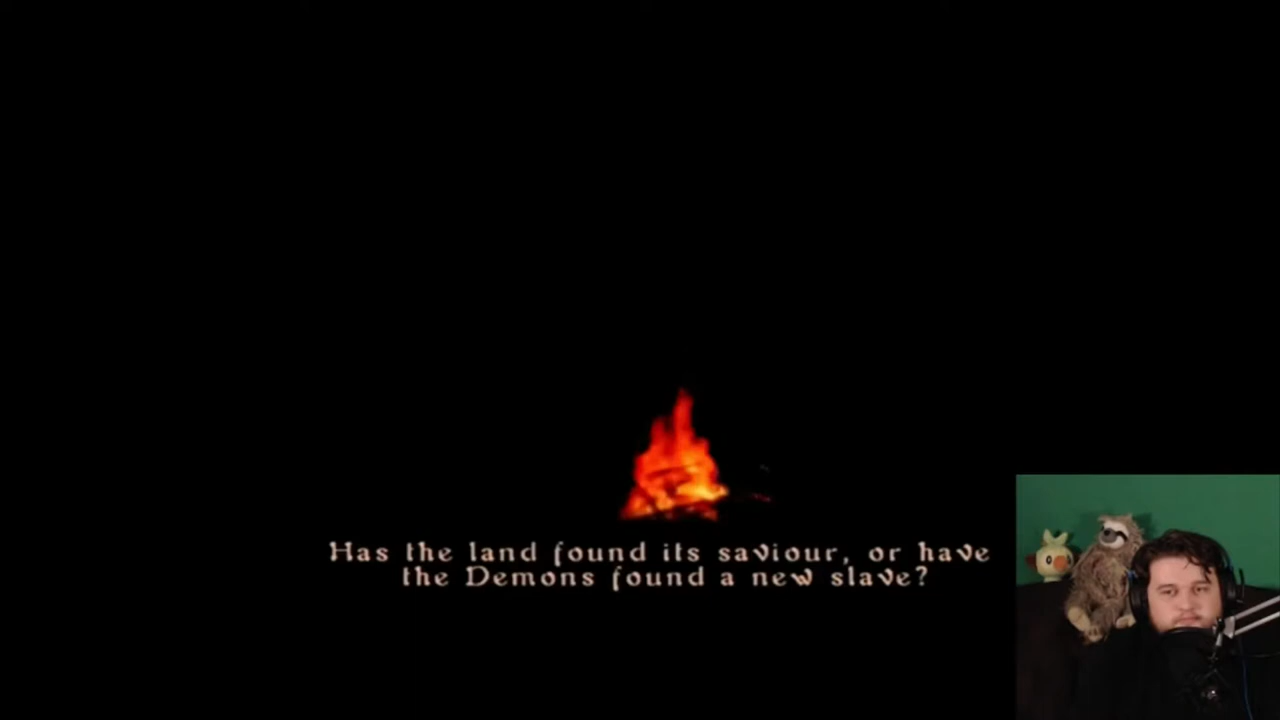 Has the land found its saviour, or have
the Demons found a new slave?